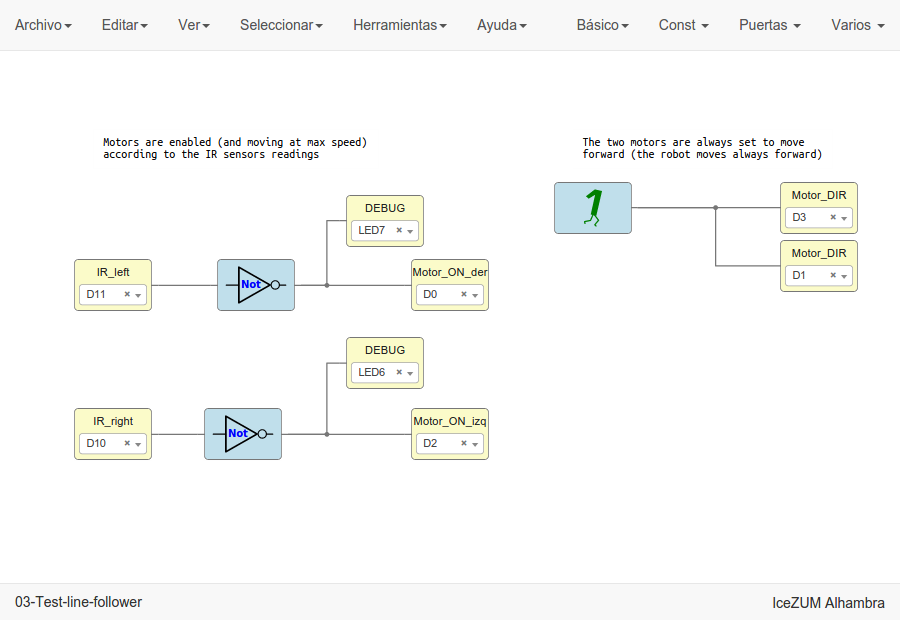 Archivo Editar Ver Seleccionar Herramientas Ayuda Básico Const Puertas Varios
Motors are enabled (and moving at max speed)
according to the IR sensors readings
The two motors are always set to move
forward (the robot moves always forward)
DEBUG
LED7
IR_left
D11
Not
Motor_ON_der
D0
1
Motor_DIR
D3
Motor_DIR
D1
DEBUG
LED6
IR_right
D10
Not
Motor_ON_izq
D2
03-Test-line-follower
IceZUM Alhambra